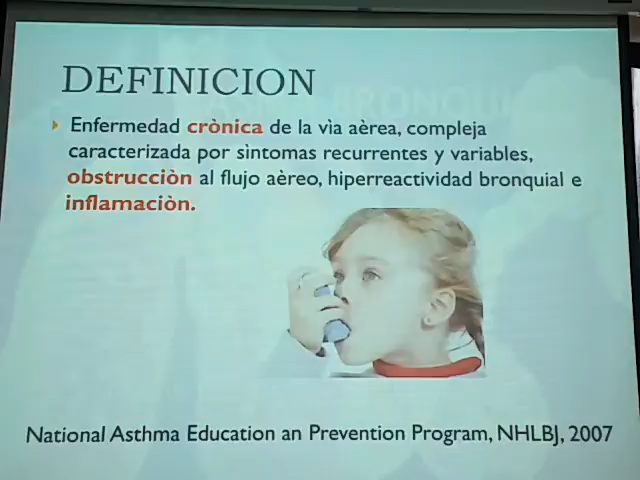 DEFINICION
Enfermedad crònica de la vìa aèrea, compleja
caracterizada por sìntomas recurrentes y variables,
obstrucciòn al flujo aèreo, hiperreactividad bronquial e
inflamaciòn.
National Asthma Education an Prevention Program, NHLBJ, 2007